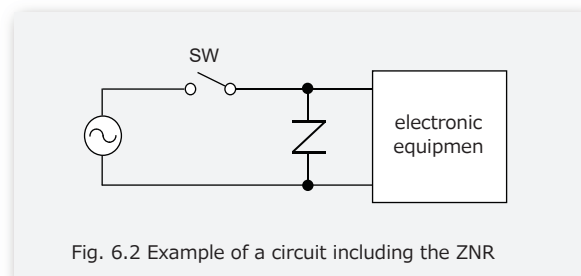 SW
electronic
equipmen
Fig. 6.2 Example of a circuit including the ZNR